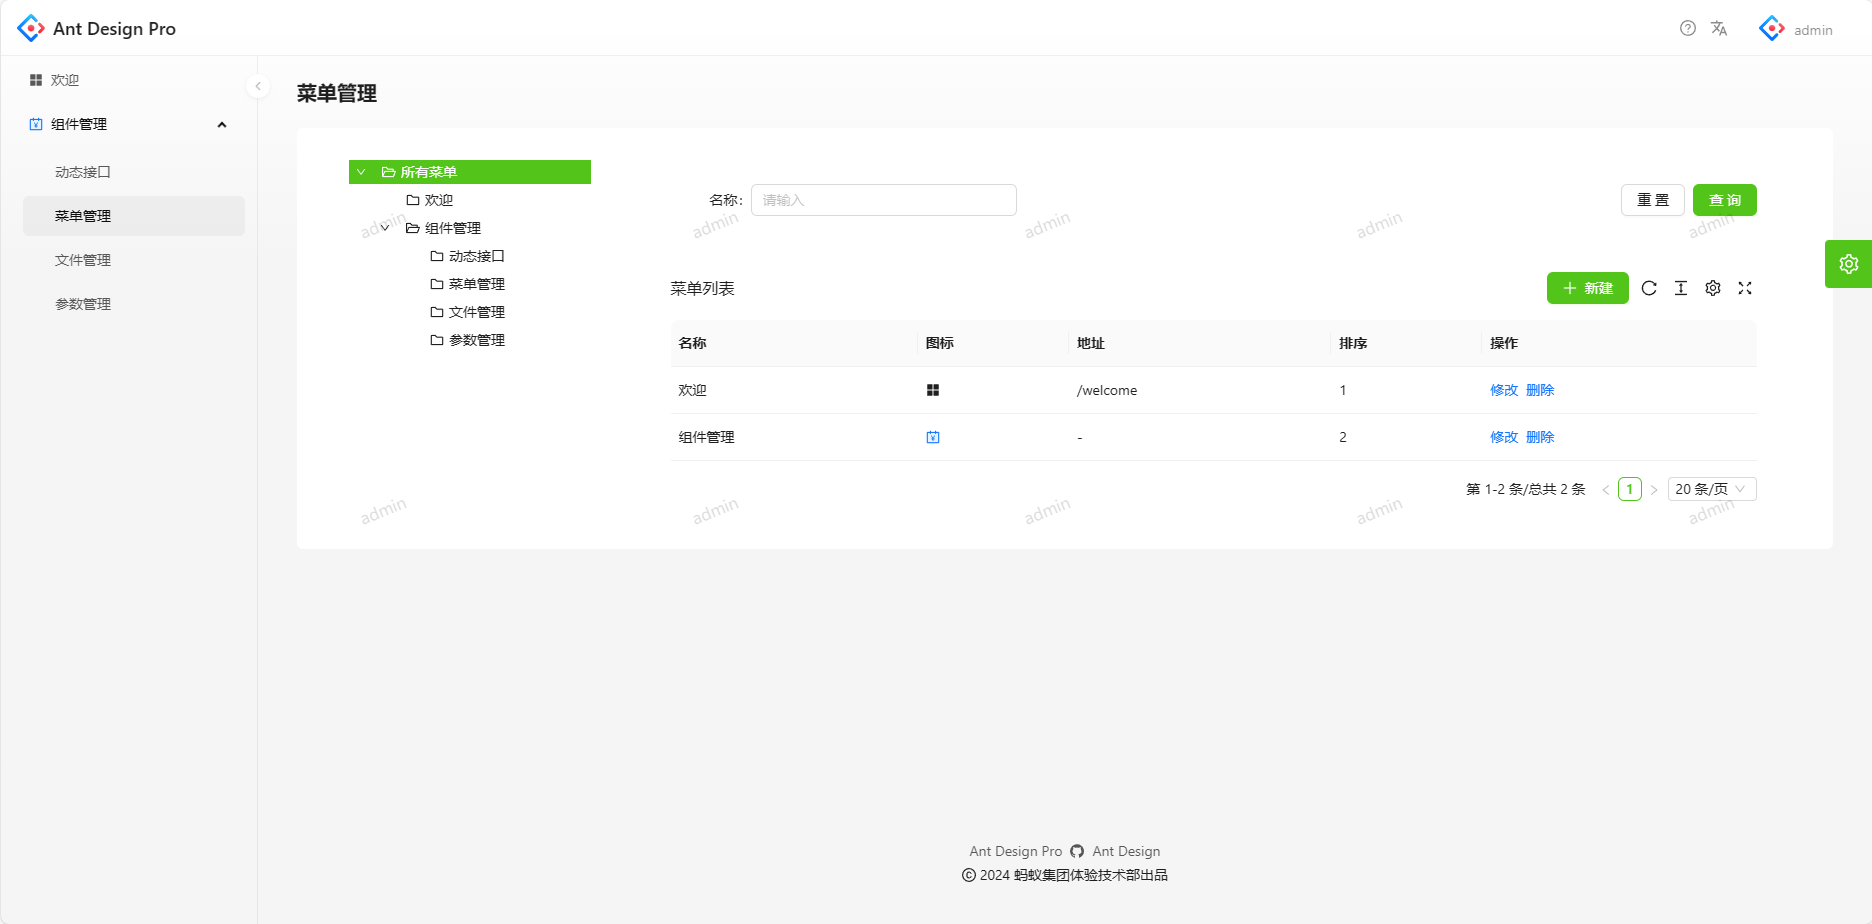 Ant Design Pro
admin
欢迎
组件管理
动态接口
菜单管理
文件管理
参数管理
菜单管理
所有菜单
欢迎
组件管理
动态接口
菜单管理
文件管理
参数管理
名称:
请输入
重 置
查 询
菜单列表
新建
名称 图标 地址 排序 操作
欢迎 /welcome 1 修改 删除
组件管理 - 2 修改 删除
第 1-2 条/总共 2 条
1
20 条/页
admin admin admin admin admin
admin admin admin admin admin
Ant Design Pro Ant Design
© 2024 蚂蚁集团体验技术部出品